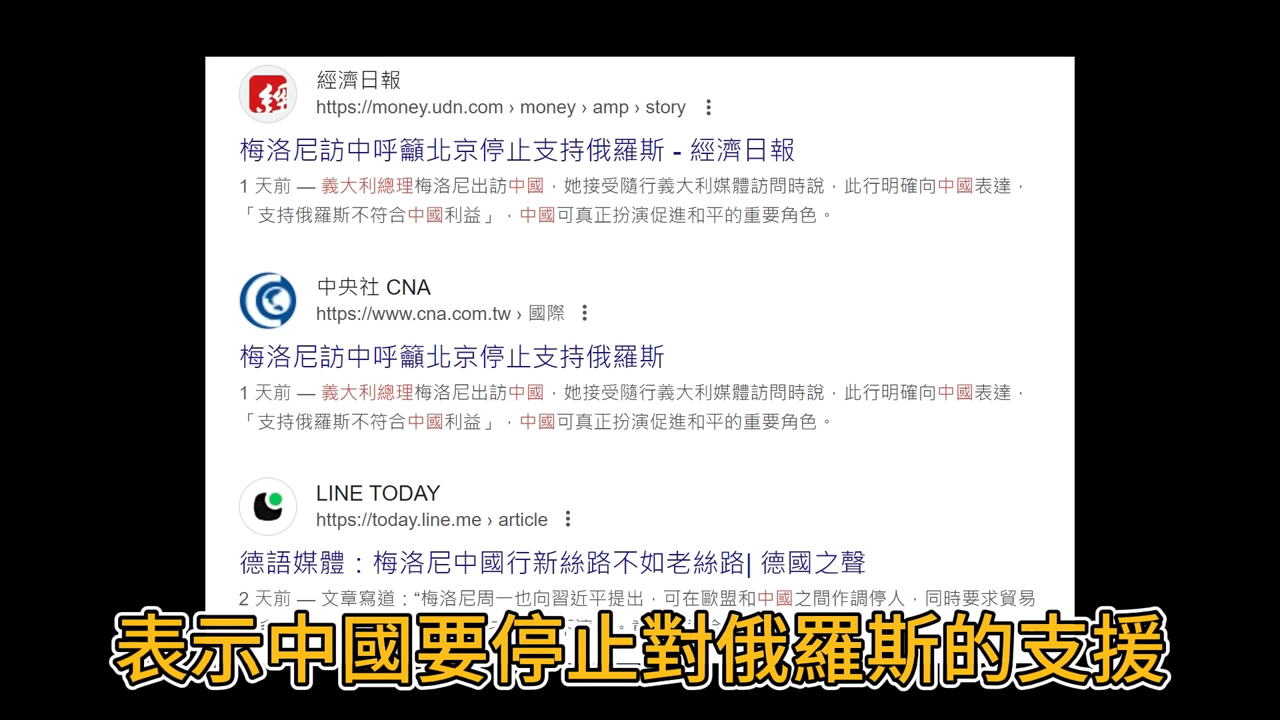 經濟日報
https://money.udn.com › money › amp › story
梅洛尼訪中呼籲北京停止支持俄羅斯 - 經濟日報
1 天前 — 義大利總理梅洛尼出訪中國，她接受隨行義大利媒體訪問時說，此行明確向中國表達，
「支持俄羅斯不符合中國利益」，中國可真正扮演促進和平的重要角色。
中央社 CNA
https://www.cna.com.tw › 國際
梅洛尼訪中呼籲北京停止支持俄羅斯
1 天前 — 義大利總理梅洛尼出訪中國，她接受隨行義大利媒體訪問時說，此行明確向中國表達，
「支持俄羅斯不符合中國利益」，中國可真正扮演促進和平的重要角色。
LINE TODAY
https://today.line.me › article
德語媒體：梅洛尼中國行新絲路不如老絲路| 德國之聲
2 天前 — 文章寫道：“梅洛尼周一也向習近平提出，可在歐盟和中國之間作調停人，同時要求貿易
表示中國要停止對俄羅斯的支援